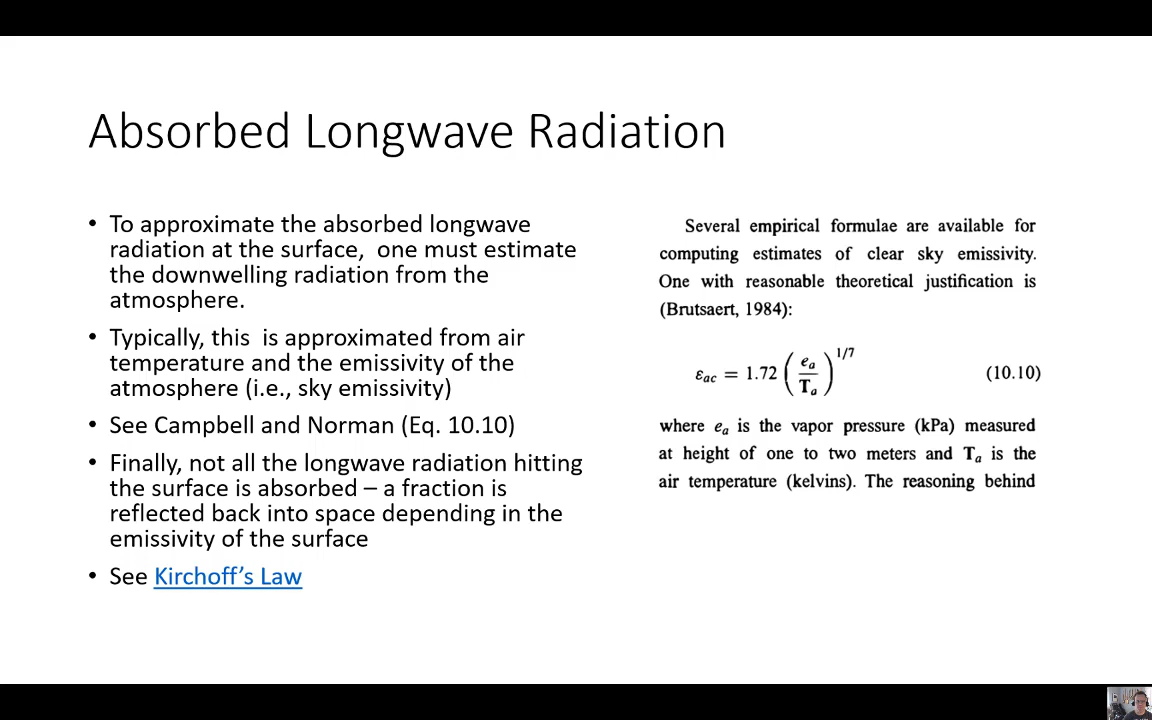 Absorbed Longwave Radiation
• To approximate the absorbed longwave
radiation at the surface,  one must estimate
the downwelling radiation from the
atmosphere.
• Typically, this  is approximated from air
temperature and the emissivity of the
atmosphere (i.e., sky emissivity)
• See Campbell and Norman (Eq. 10.10)
• Finally, not all the longwave radiation hitting
the surface is absorbed – a fraction is
reflected back into space depending in the
emissivity of the surface
• See Kirchoff’s Law
Several empirical formulae are available for
computing estimates of clear sky emissivity.
One with reasonable theoretical justification is
(Brutsaert, 1984):
εac = 1.72 (ea/Ta)^1/7 (10.10)
where ea is the vapor pressure (kPa) measured
at height of one to two meters and Ta is the
air temperature (kelvins). The reasoning behind